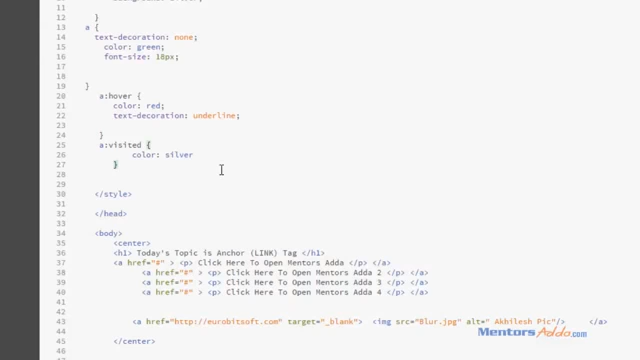 11
12 }
13 a {
14 text-decoration: none;
15 color: green;
16 font-size: 18px;
17
18
19 }
20 a:hover {
21 color: red;
22 text-decoration: underline;
23
24 }
25 a:visited {
26 color: silver
27 }
28
29
30 </style>
31
32 </head>
33
34 <body>
35 <center>
36 <h1> Today's Topic is Anchor (LINK) Tag </h1>
37 <a href="#" > <p> Click Here To Open Mentors Adda </p> </a>
38 <a href="#" > <p> Click Here To Open Mentors Adda 2 </p> </a>
39 <a href="#" > <p> Click Here To Open Mentors Adda 3 </p> </a>
40 <a href="#" > <p> Click Here To Open Mentors Adda 4 </p> </a>
41
42
43 <a href="http://eurobitsoft.com" target="_blank"> <img src="Blur.jpg" alt=" Akhilesh Pic"/> </a>
44
45 </center>
46
MentorsAdda.com